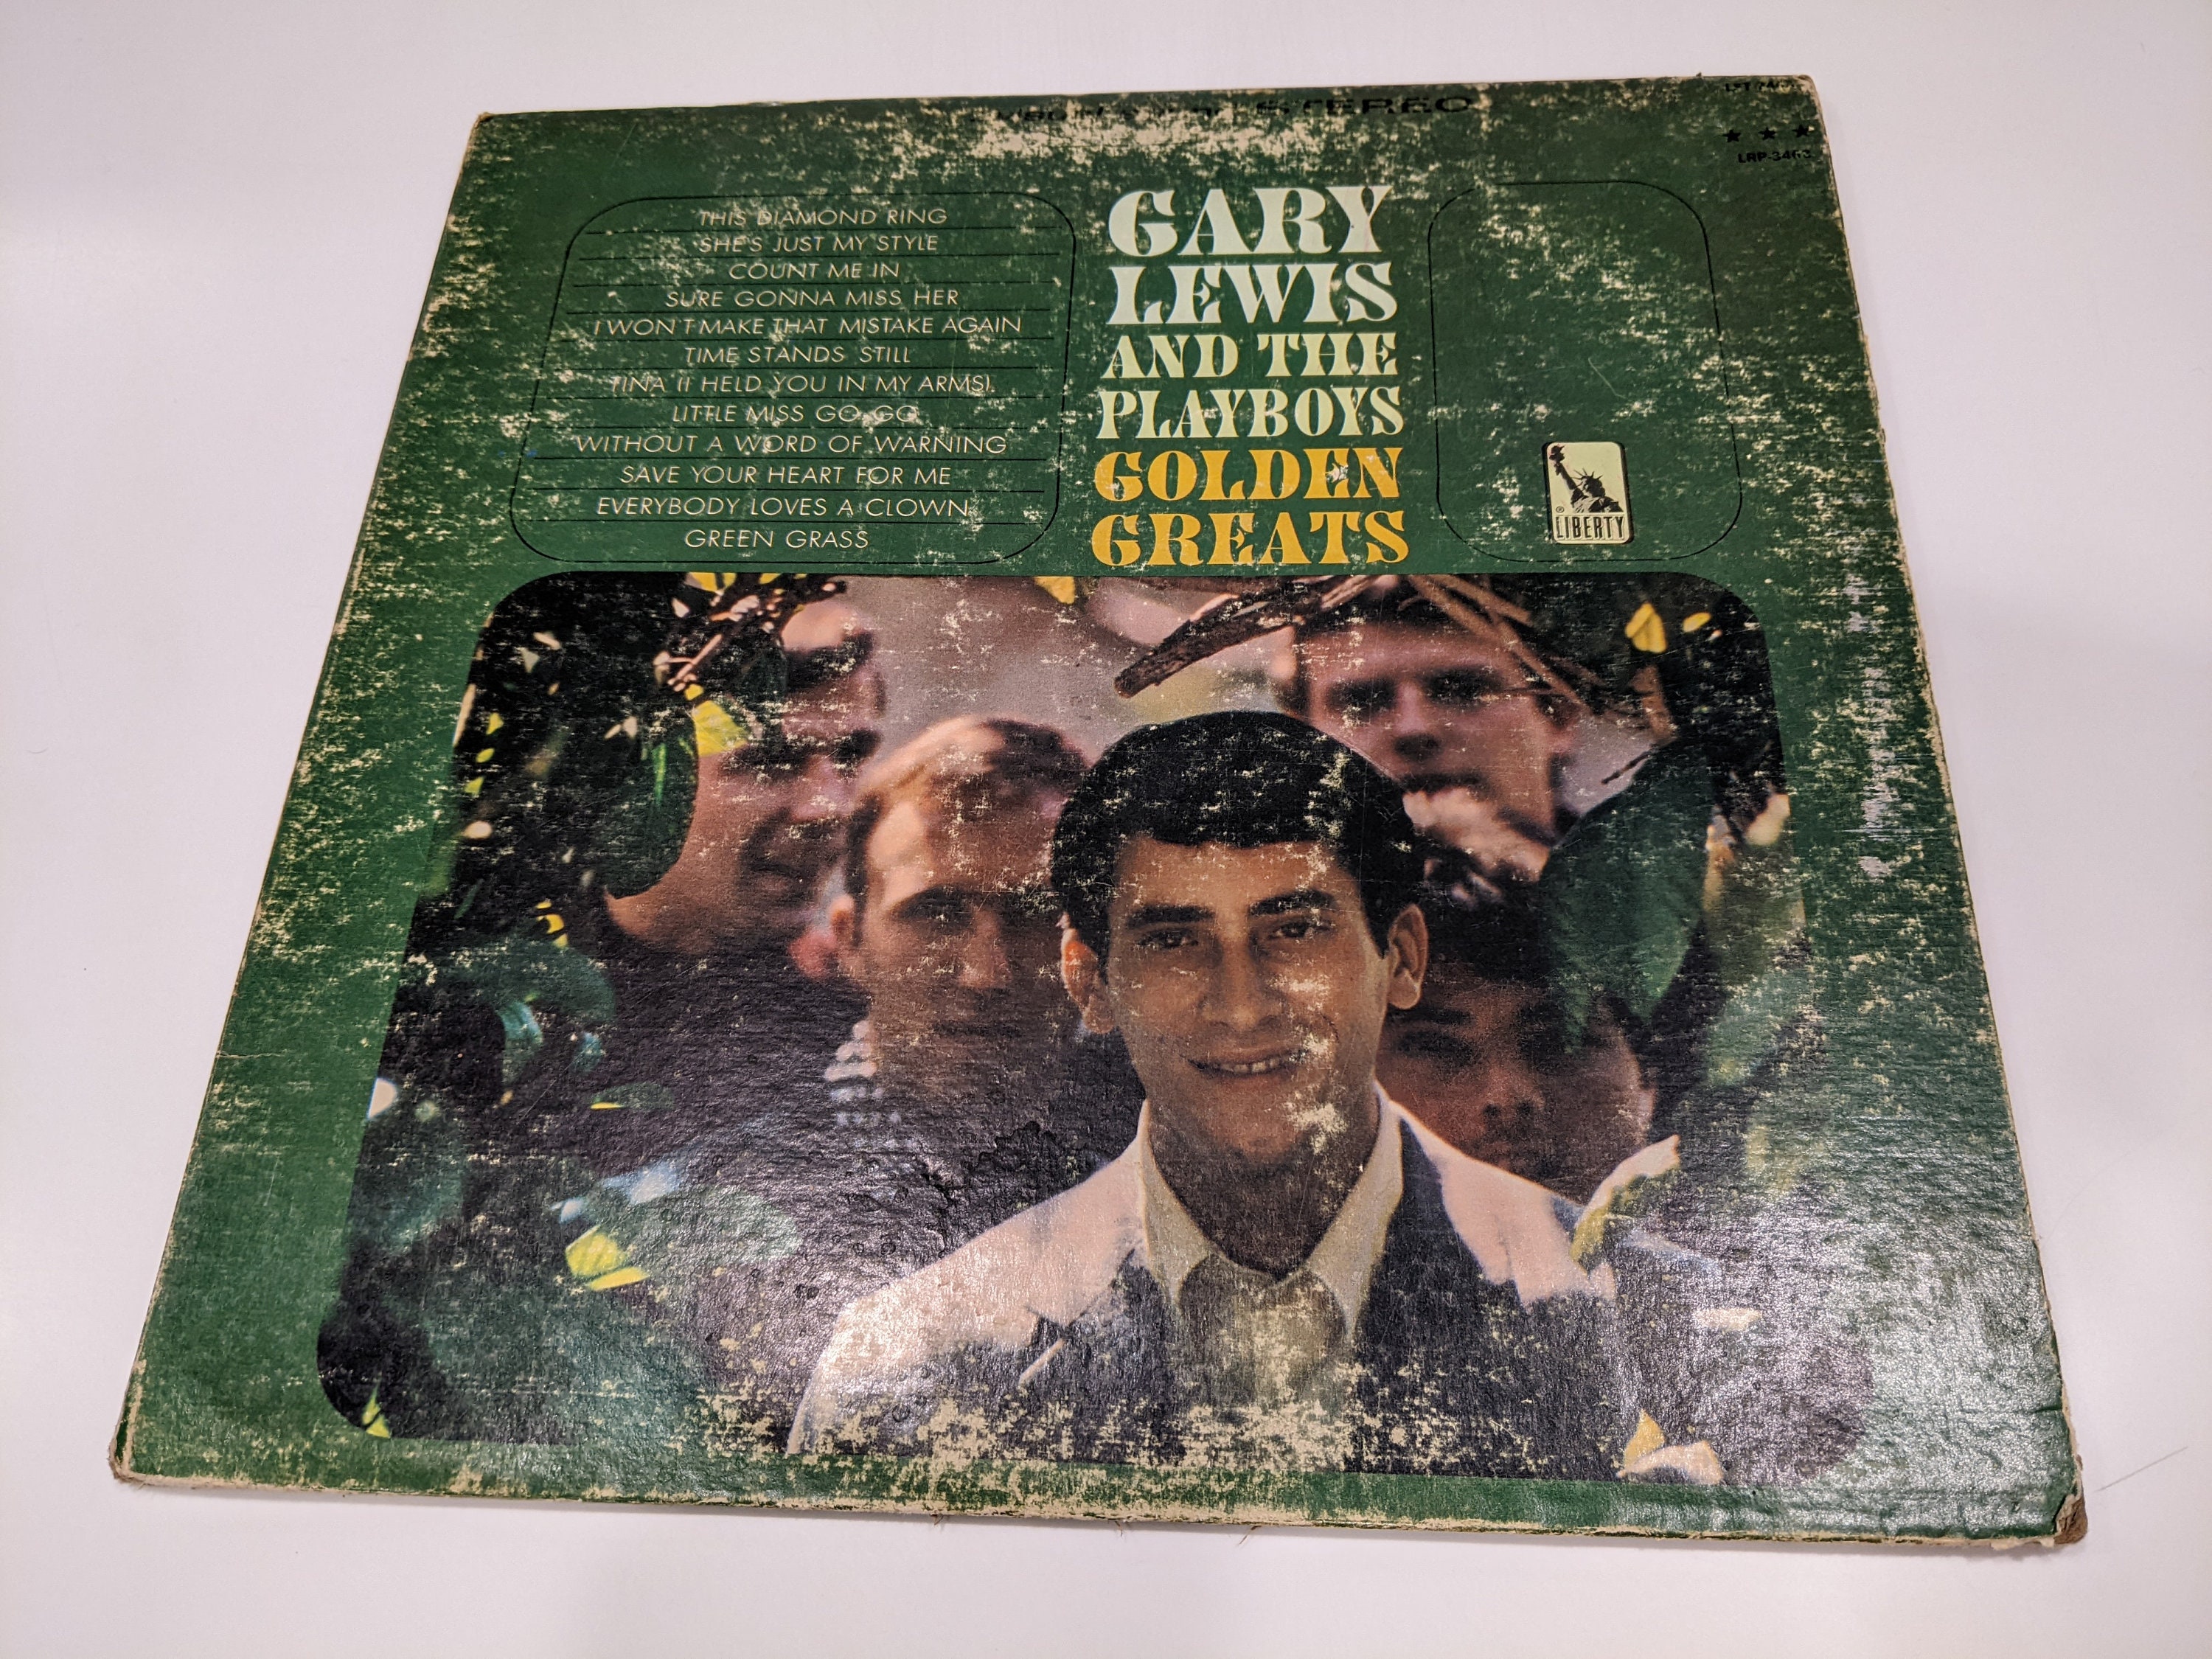 STEREO
★ ★ ★
LRP-3463
THIS DIAMOND RING
SHE'S JUST MY STYLE
COUNT ME IN
SURE GONNA MISS HER
I WON'T MAKE THAT MISTAKE AGAIN
TIME STANDS STILL
TINA (I HELD YOU IN MY ARMS).
LITTLE MISS GO-GO
WITHOUT A WORD OF WARNING
SAVE YOUR HEART FOR ME
EVERYBODY LOVES A CLOWN
GREEN GRASS
GARY
LEWIS
AND THE
PLAYBOYS
GOLDEN
GREATS
®
LIBERTY